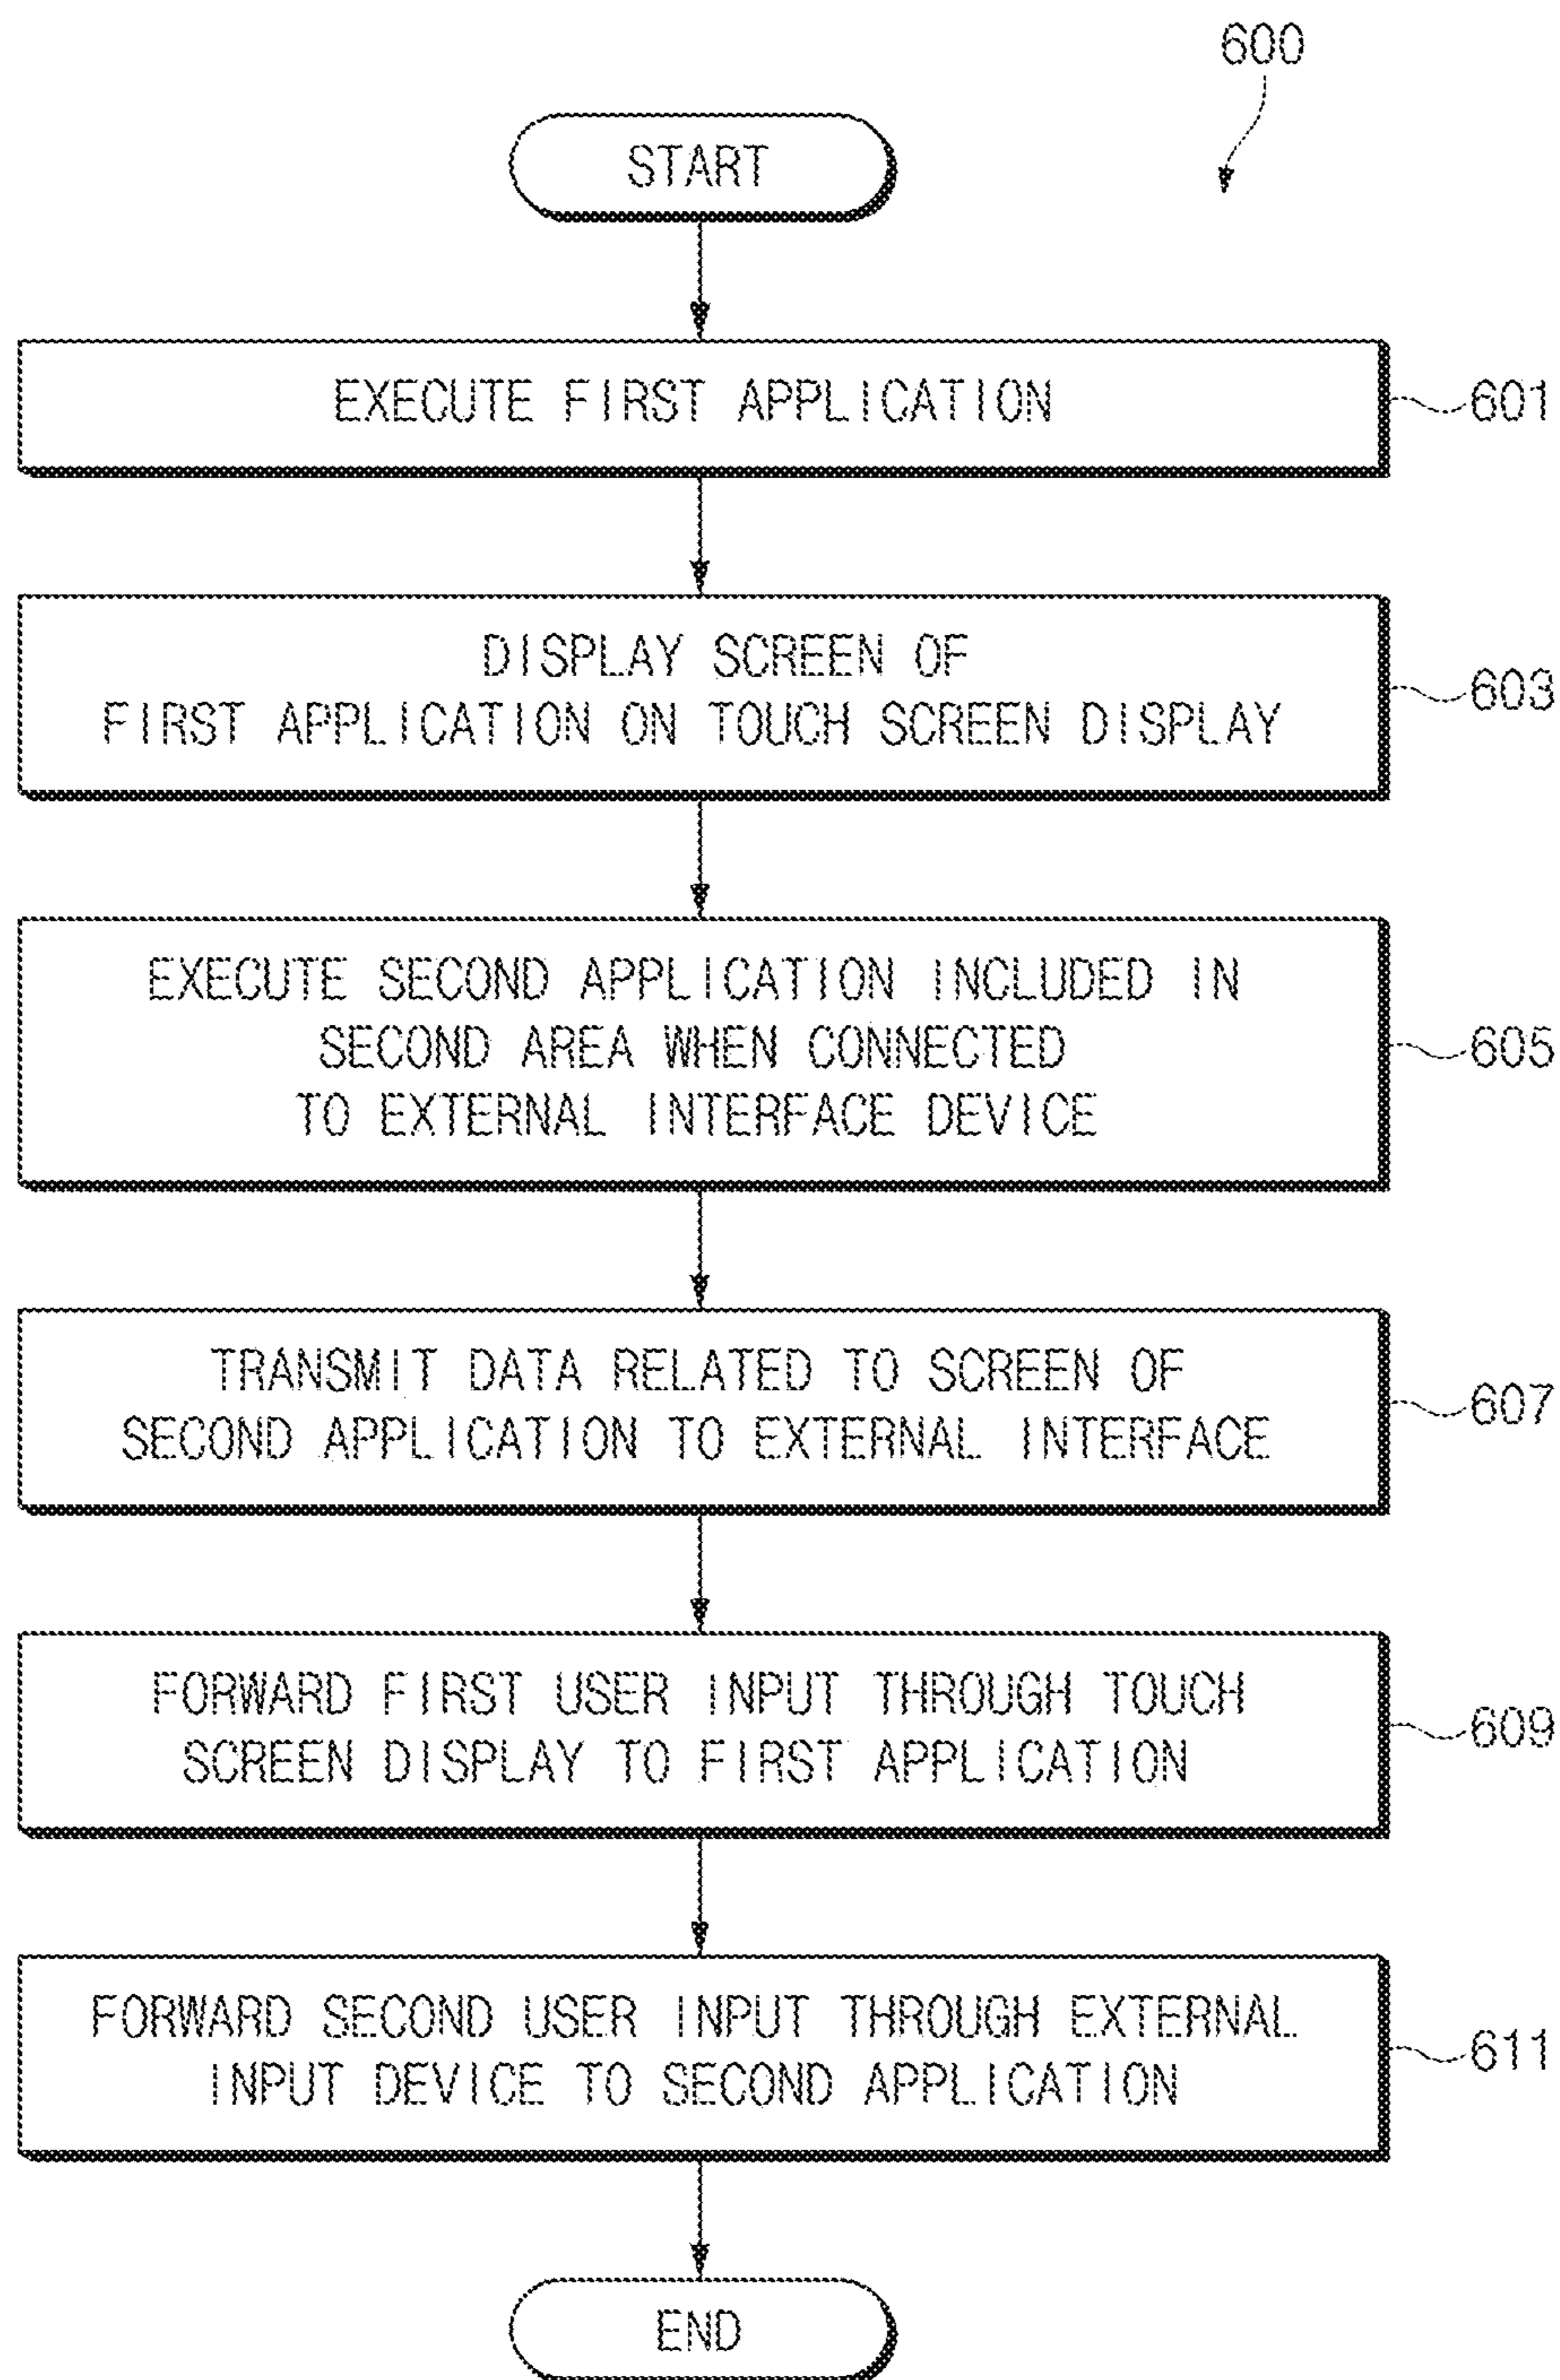 600
START
EXECUTE FIRST APPLICATION
601
DISPLAY SCREEN OF
FIRST APPLICATION ON TOUCH SCREEN DISPLAY
603
EXECUTE SECOND APPLICATION INCLUDED IN
SECOND AREA WHEN CONNECTED
TO EXTERNAL INTERFACE DEVICE
605
TRANSMIT DATA RELATED TO SCREEN OF
SECOND APPLICATION TO EXTERNAL INTERFACE
607
FORWARD FIRST USER INPUT THROUGH TOUCH
SCREEN DISPLAY TO FIRST APPLICATION
609
FORWARD SECOND USER INPUT THROUGH EXTERNAL
INPUT DEVICE TO SECOND APPLICATION
611
END